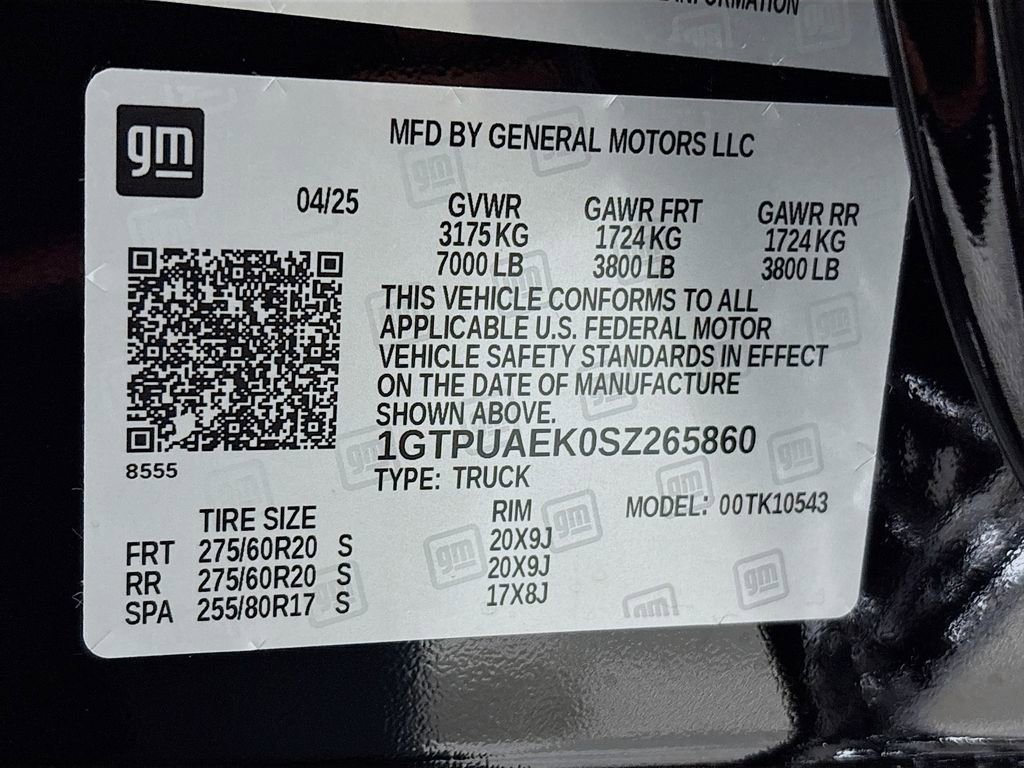 INFORMATION
gm
MFD BY GENERAL MOTORS LLC
04/25
GVWR GAWR FRT GAWR RR
3175 KG 1724 KG 1724 KG
7000 LB 3800 LB 3800 LB
THIS VEHICLE CONFORMS TO ALL
APPLICABLE U.S. FEDERAL MOTOR
VEHICLE SAFETY STANDARDS IN EFFECT
ON THE DATE OF MANUFACTURE
SHOWN ABOVE.
1GTPUAEK0SZ265860
8555
TYPE: TRUCK
TIRE SIZE RIM MODEL: 00TK10543
FRT 275/60R20 S 20X9J
RR 275/60R20 S 20X9J
SPA 255/80R17 S 17X8J